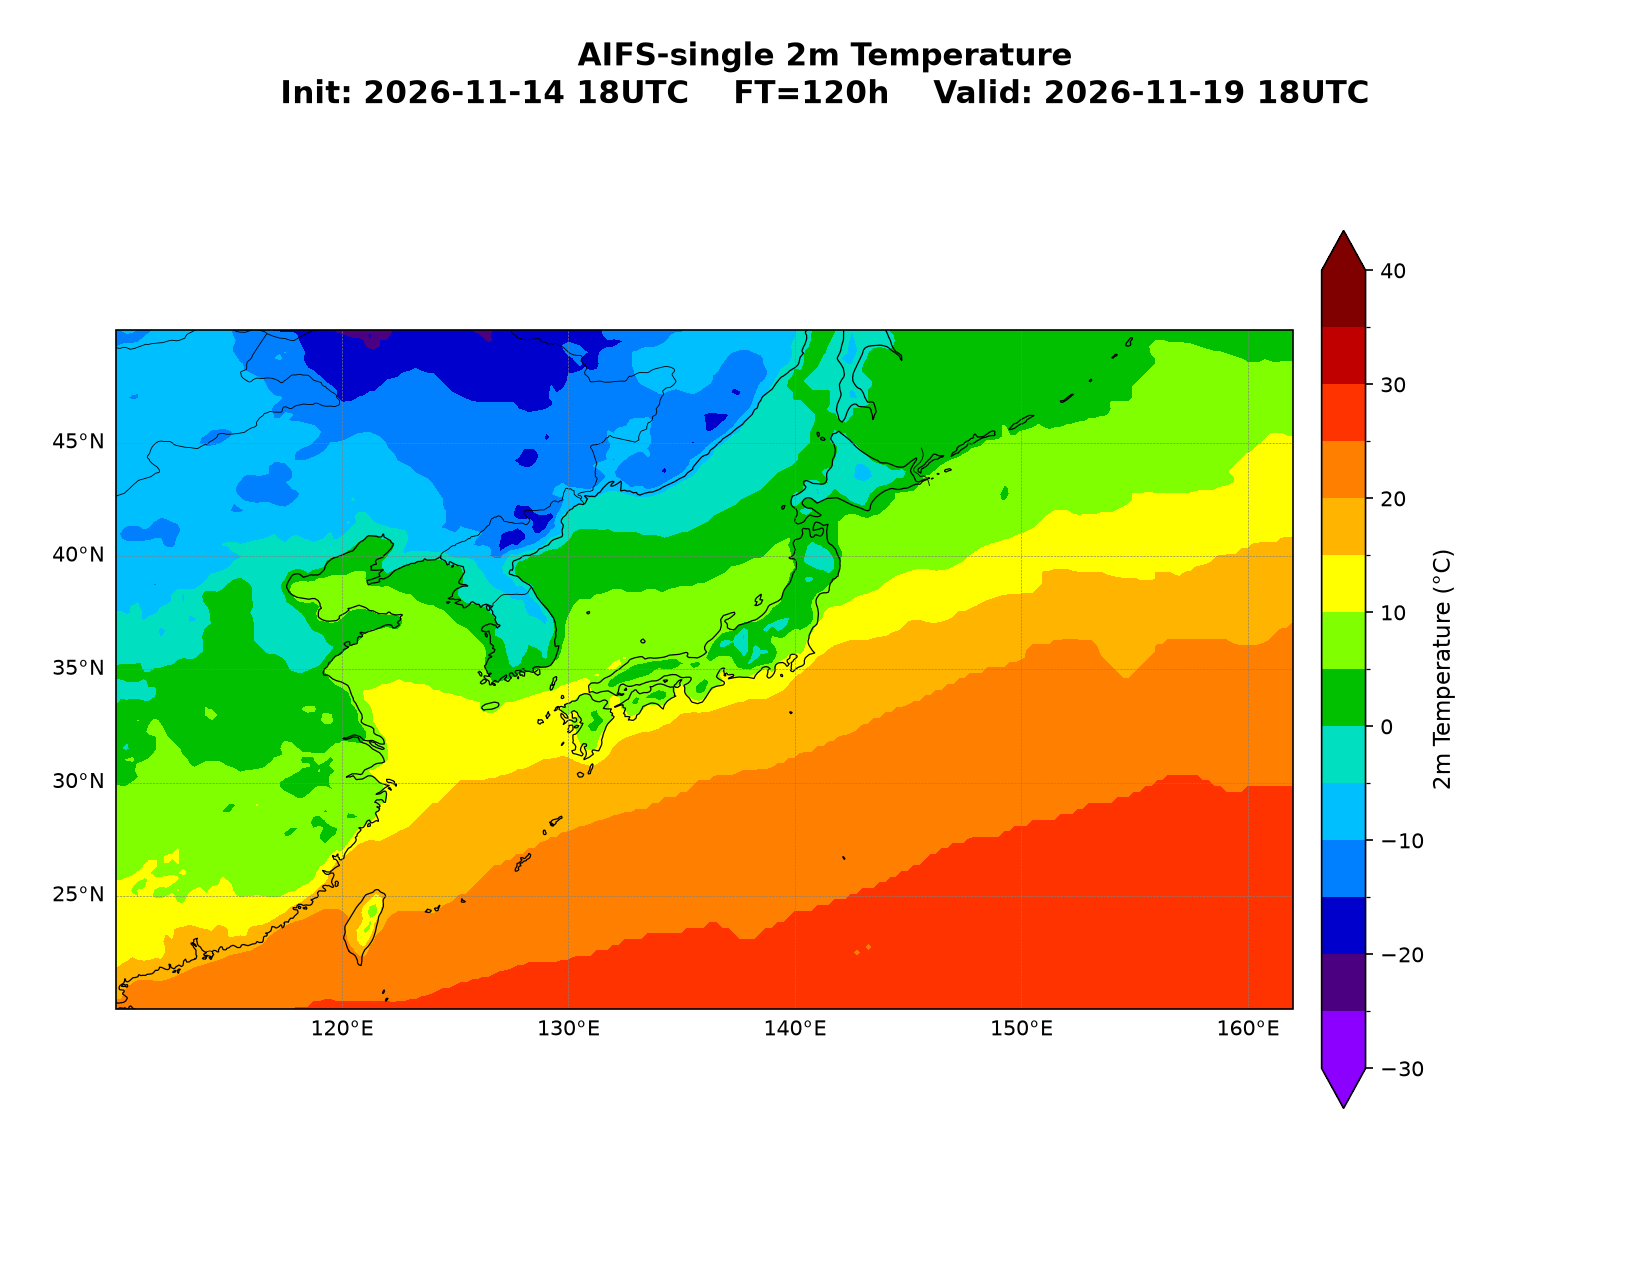 AIFS-single 2m Temperature
Init: 2026-11-14 18UTC    FT=120h    Valid: 2026-11-19 18UTC
45°N
40°N
35°N
30°N
25°N
120°E
130°E
140°E
150°E
160°E
40
30
20
10
0
−10
−20
−30
2m Temperature (°C)